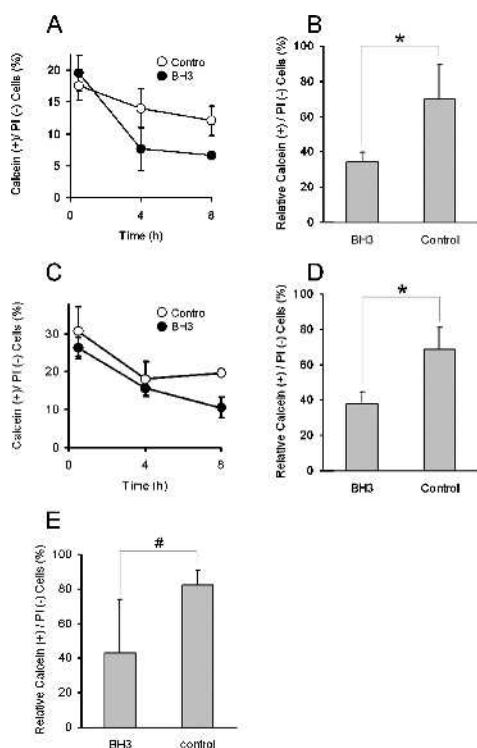 A
Contro
BH3
Calcein (+)/ PI (-) Cells (%)
20
15
10
5
0
0
4
8
Time (h)
B
*
Relative Calcein (+) / PI (-) Cells (%)
100
80
60
40
20
0
BH3
Control
C
Contro
BH3
Calcein (+)/ PI (-) Cells (%)
30
20
10
0
0
4
8
Time (h)
D
*
Relative Calcein (+) / PI (-) Cells (%)
100
80
60
40
20
0
BH3
Control
E
#
Relative Calcein (+) / PI (-) Cells (%)
100
80
60
40
20
0
BH3
control